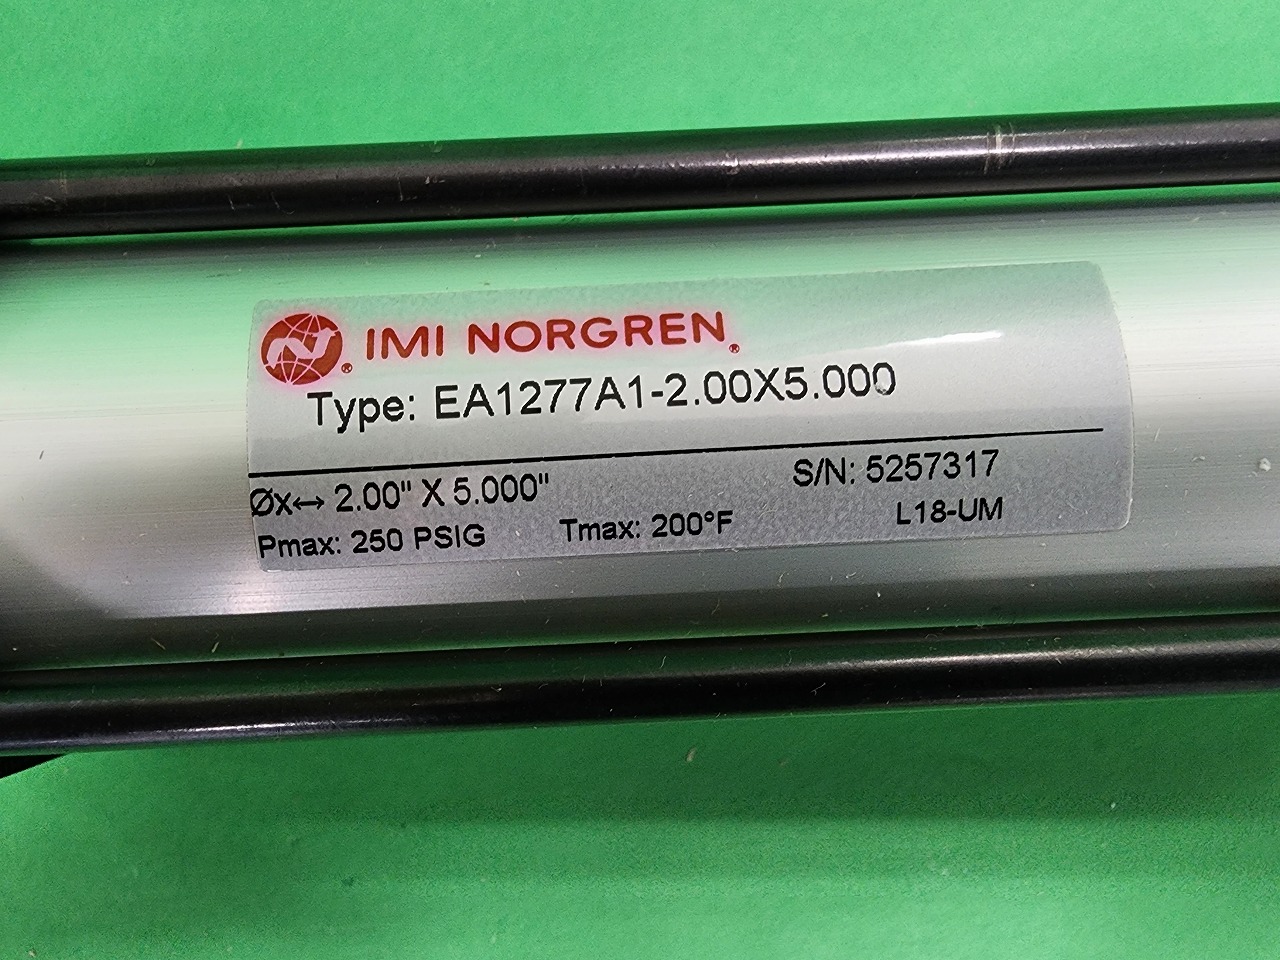 IMI NORGREN®
Type: EA1277A1-2.00X5.000
Øx↔ 2.00" X 5.000"
S/N: 5257317
Pmax: 250 PSIG
Tmax: 200°F
L18-UM